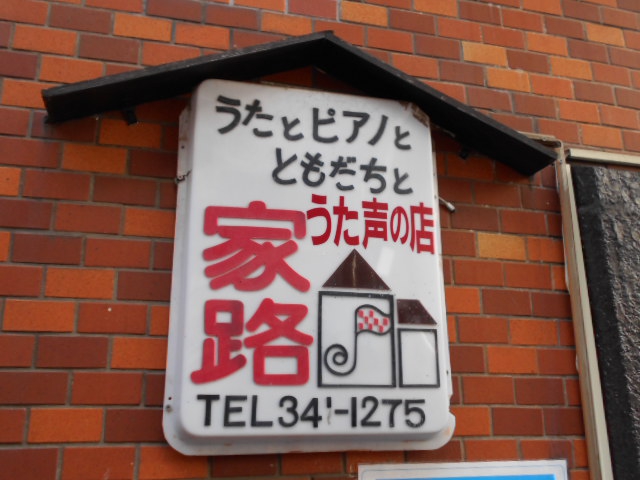 うたとピアノと
ともだちと
うた声の店
家路
TEL341-1275